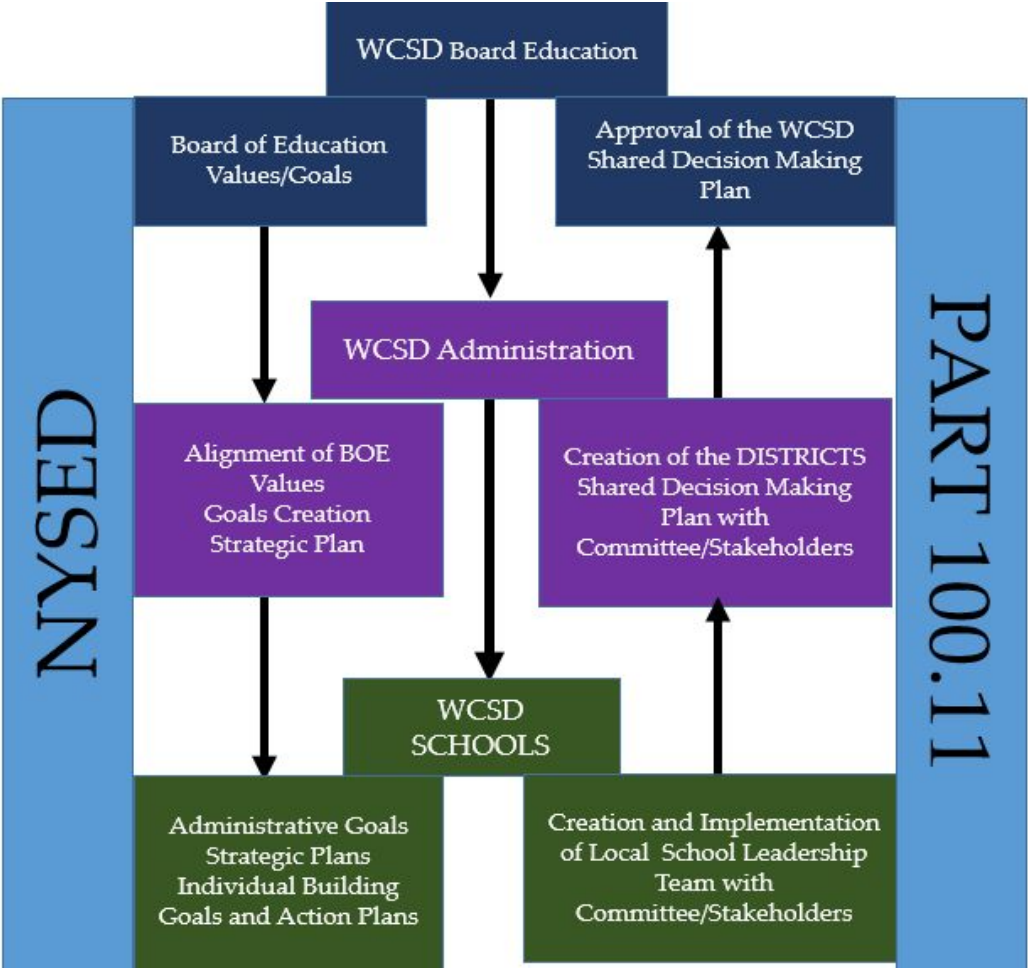 WCSD Board Education
Board of Education
Values/Goals
Approval of the WCSD
Shared Decision Making
Plan
WCSD Administration
Alignment of BOE
Values
Goals Creation
Strategic Plan
Creation of the DISTRICTS
Shared Decision Making
Plan with
Committee/Stakeholders
WCSD
SCHOOLS
Administrative Goals
Strategic Plans
Individual Building
Goals and Action Plans
Creation and Implementation
of Local School Leadership
Team with
Committee/Stakeholders
NYSED
PART 100.11